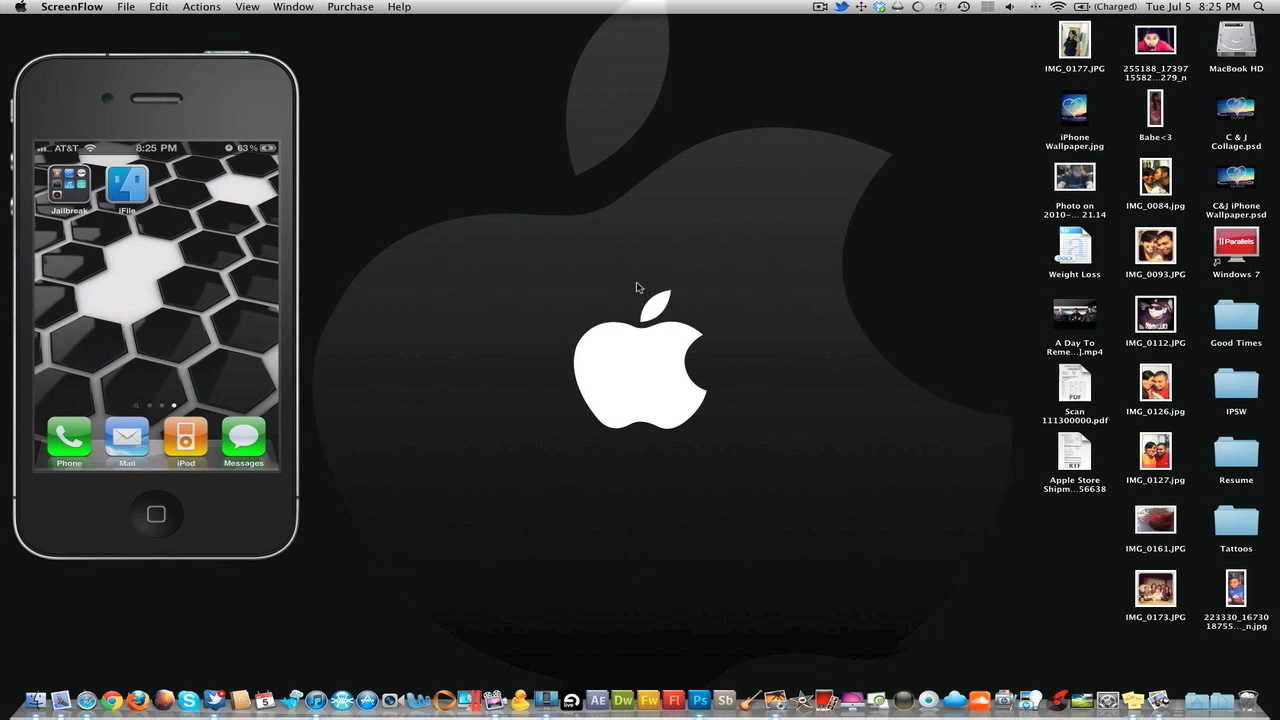 ScreenFlow File Edit Actions View Window Purchase Help
(Charged) Tue Jul 5 8:25 PM
AT&T 8:25 PM 63%
Jailbreak iFile
Phone Mail iPod Messages
IMG_0177.JPG
255188_17397
15582..._279_n
MacBook HD
iPhone
Wallpaper.jpg
Babe<3
C & J
Collage.psd
Photo on
2010-... 21.14
IMG_0084.jpg
C&J iPhone
Wallpaper.psd
DOCX
Weight Loss
IMG_0093.JPG
|| Parallels
Windows 7
A Day To
Reme...].mp4
IMG_0112.JPG
Good Times
PDF
Scan
111300000.pdf
IMG_0126.jpg
IPSW
RTF
Apple Store
Shipm...56638
IMG_0127.jpg
Resume
IMG_0161.JPG
Tattoos
IMG_0173.JPG
223330_16730
18755..._n.jpg
5 live AE Dw Fw Fl Ps Sb